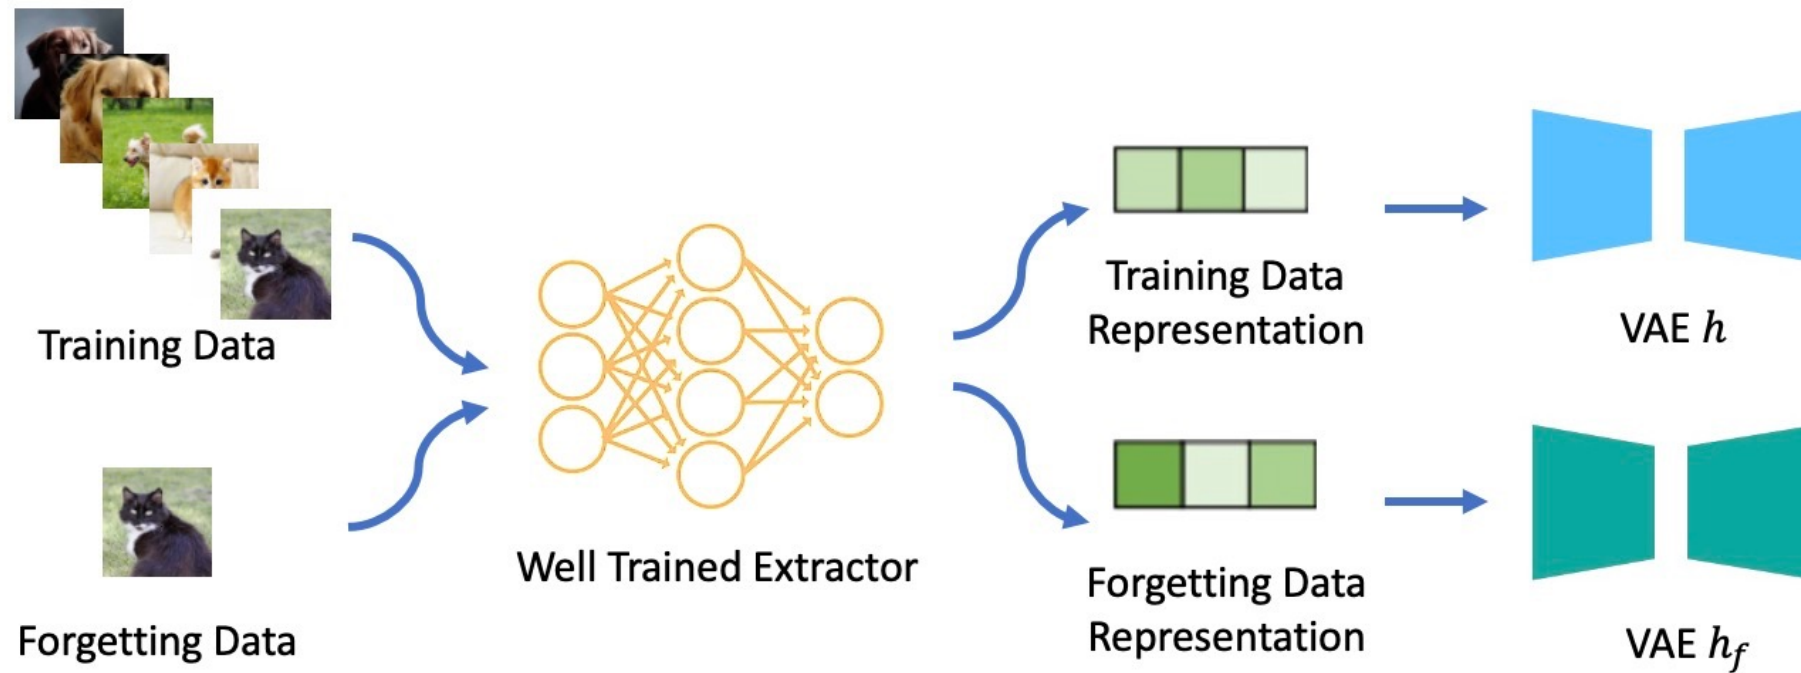 Training Data
Forgetting Data
Well Trained Extractor
Training Data
Representation
Forgetting Data
Representation
VAE h
VAE h_f